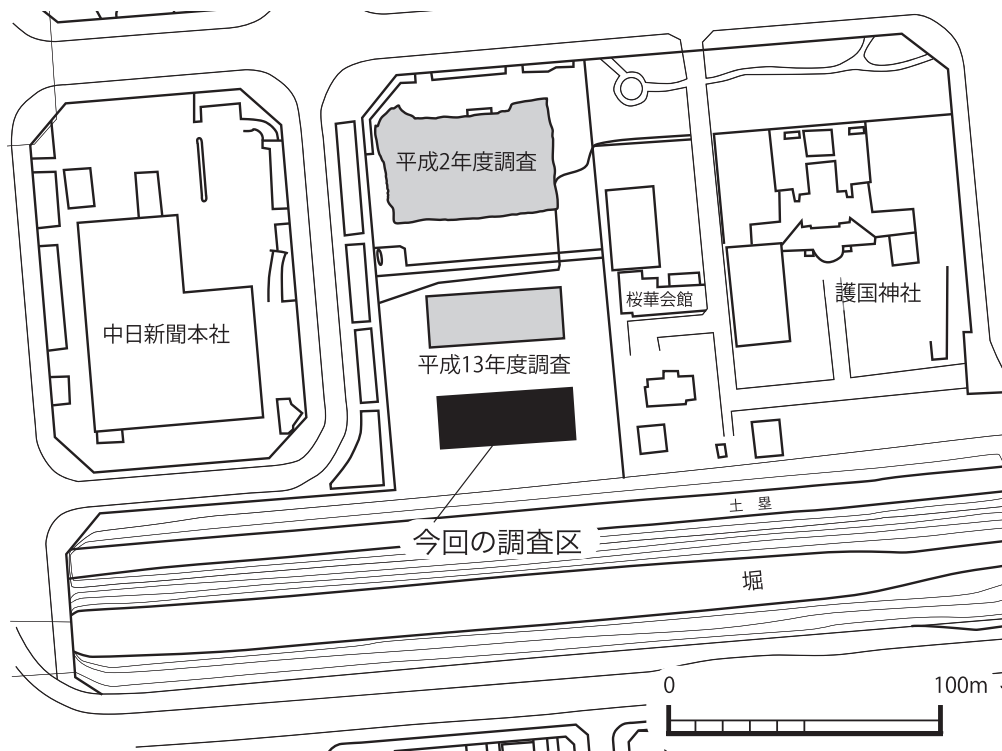 平成2年度調査
桜華会館
護国神社
中日新聞本社
平成13年度調査
土 塁
今回の調査区
堀
0 100m